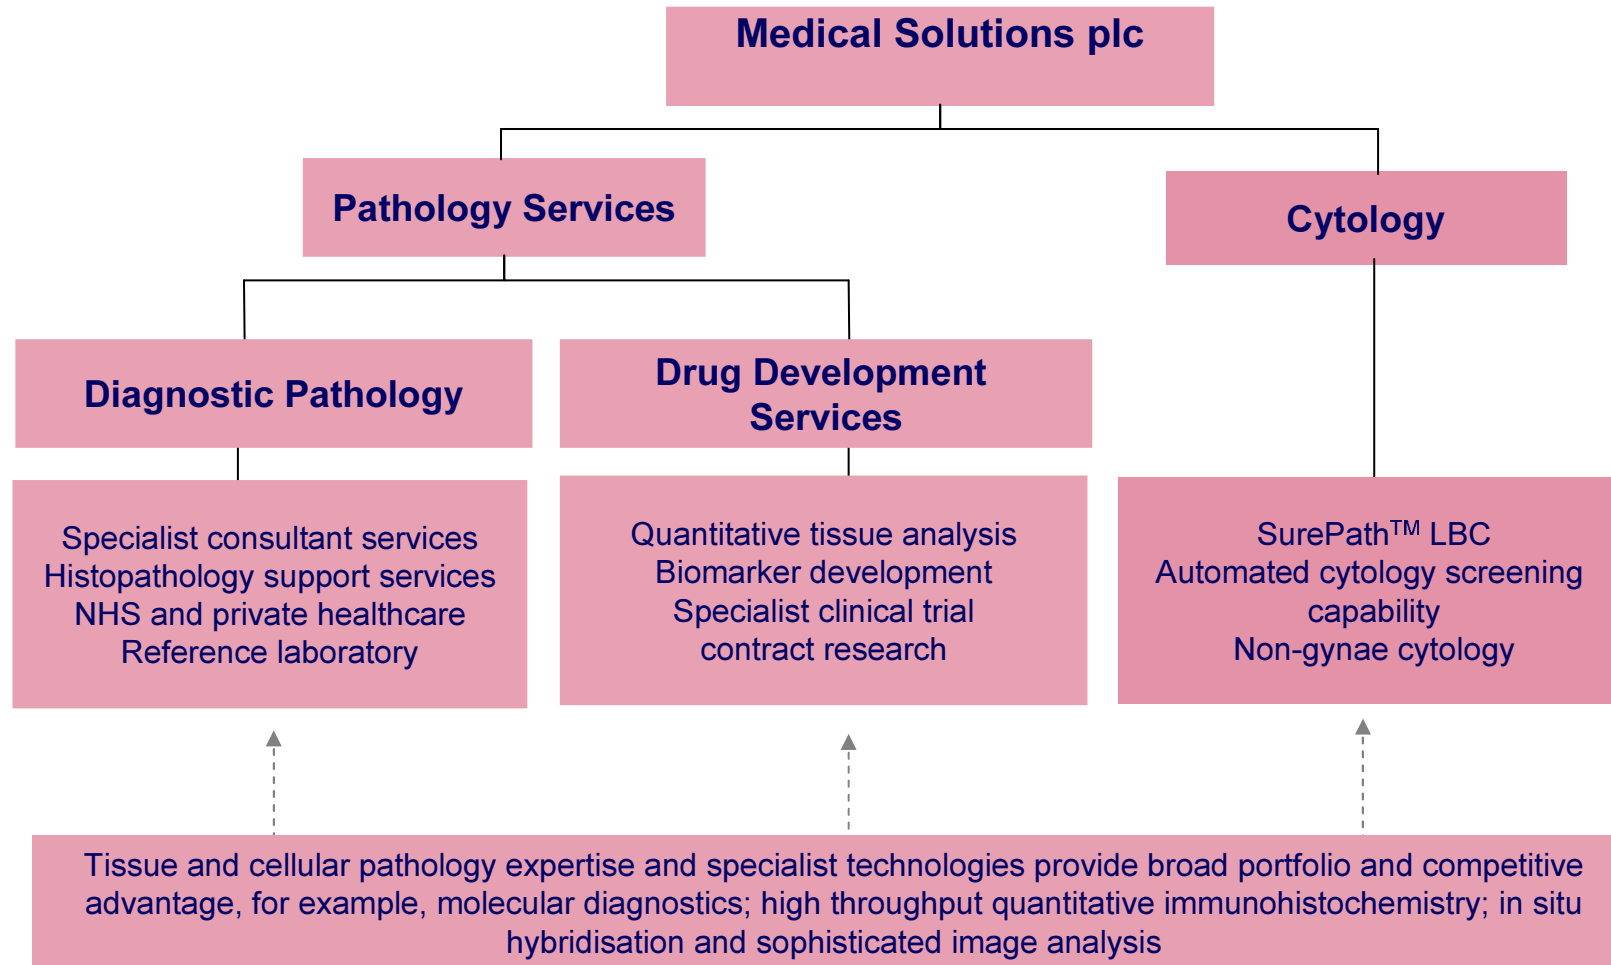 Medical Solutions plc
Pathology Services
Cytology
Diagnostic Pathology
Drug Development
Services
Specialist consultant services
Histopathology support services
NHS and private healthcare
Reference laboratory
Quantitative tissue analysis
Biomarker development
Specialist clinical trial
contract research
SurePath™ LBC
Automated cytology screening
capability
Non-gynae cytology
Tissue and cellular pathology expertise and specialist technologies provide broad portfolio and competitive
advantage, for example, molecular diagnostics; high throughput quantitative immunohistochemistry; in situ
hybridisation and sophisticated image analysis